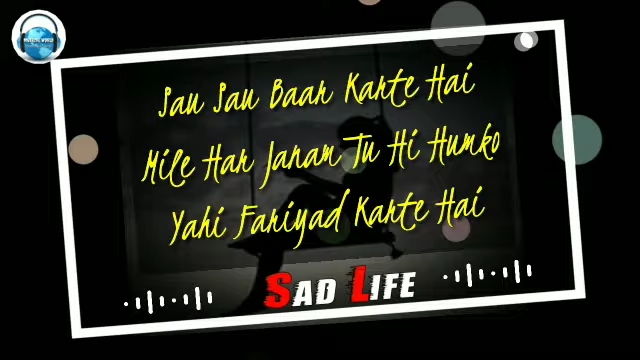 Sau Sau Baar Karte Hai
Mile Har Janam Tu Hi Humko
Yahi Fariyad Karte Hai
SAD LIFE